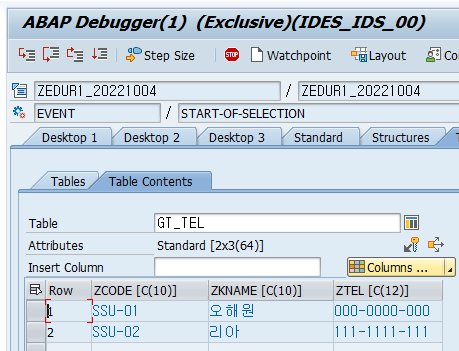 ABAP Debugger(1) (Exclusive)(IDES_IDS_00)
Step Size STOP Watchpoint Layout
ZEDUR1_20221004 / ZEDUR1_20221004
EVENT / START-OF-SELECTION
Desktop 1 Desktop 2 Desktop 3 Standard Structures
Tables Table Contents
Table GT_TEL
Attributes Standard [2x3(64)]
Insert Column Columns ...
Row ZCODE [C(10)] ZKNAME [C(10)] ZTEL [C(12)]
1 SSU-01 오해원 000-0000-000
2 SSU-02 리아 111-1111-111